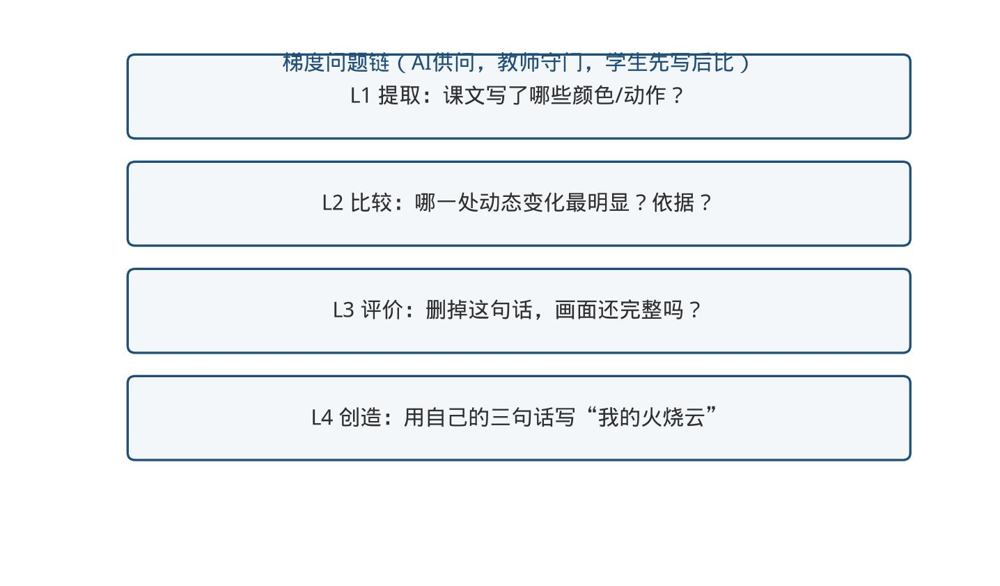 梯度问题链（AI供问，教师守门，学生先写后比）
L1 提取：课文写了哪些颜色/动作？
L2 比较：哪一处动态变化最明显？依据？
L3 评价：删掉这句话，画面还完整吗？
L4 创造：用自己的三句话写“我的火烧云”